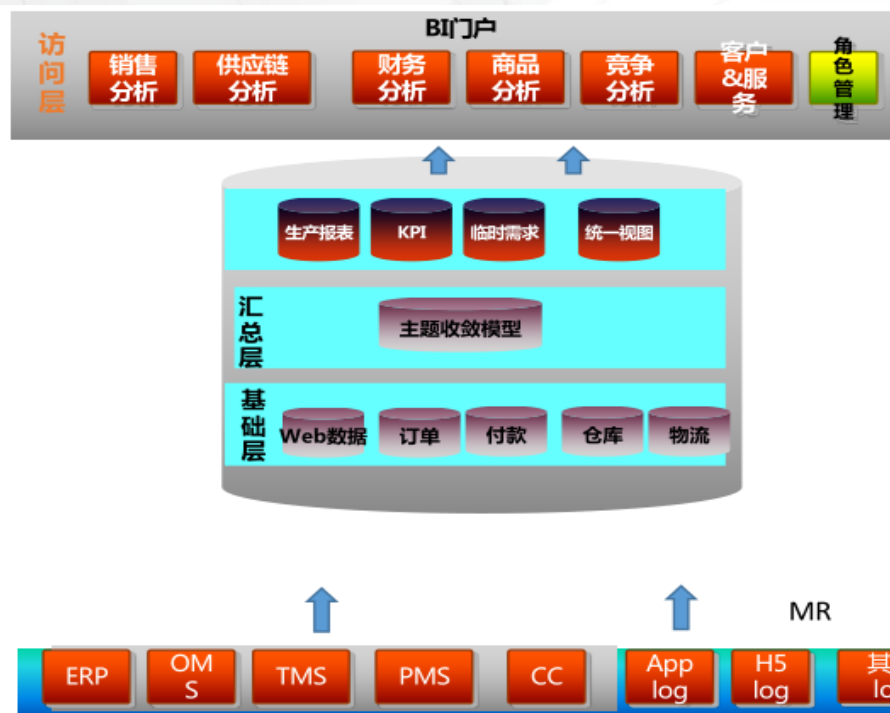 BI门户
访
问
层
销售
分析
供应链
分析
财务
分析
商品
分析
竞争
分析
客户
&服
务
角
色
管
理
生产报表
KPI
临时需求
统一视图
汇
总
层
主题收敛模型
基
础
层
Web数据
订单
付款
仓库
物流
MR
ERP
OM
S
TMS
PMS
CC
App
log
H5
log